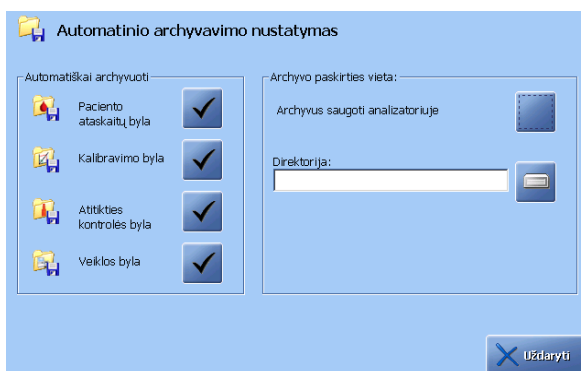 Automatinio archyvavimo nustatymas
Automatiškai archyvuoti
Paciento
ataskaitų byla
Kalibravimo byla
Atitikties
kontrolės byla
Veiklos byla
Archyvo paskirties vieta:
Archyvus saugoti analizatoriuje
Direktorija:
Uždaryti